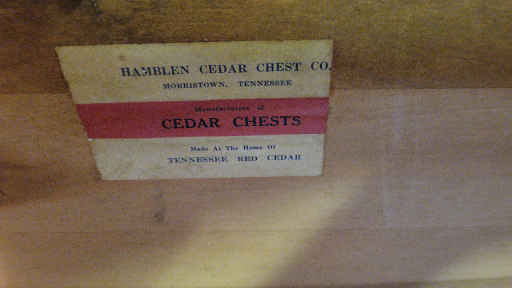 HAMBLEN CEDAR CHEST CO.
MORRISTOWN, TENNESSEE
Manufacturers of
CEDAR CHESTS
Made At The Home Of
TENNESSEE RED CEDAR